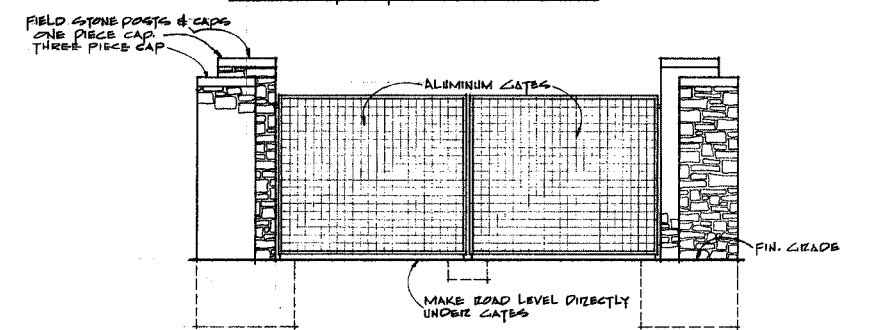 FIELD STONE POSTS & CAPS
ONE PIECE CAP.
THREE PIECE CAP
ALUMINUM GATES
FIN. GRADE
MAKE ROAD LEVEL DIRECTLY
UNDER GATES